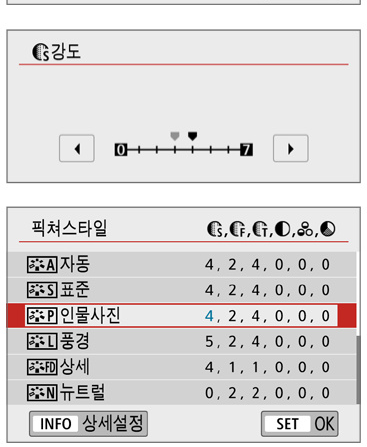 S강도
0 7
픽쳐스타일 S, F, T, , ,
A 자동 4, 2, 4, 0, 0, 0
S 표준 4, 2, 4, 0, 0, 0
P 인물사진 4, 2, 4, 0, 0, 0
L 풍경 5, 2, 4, 0, 0, 0
FD 상세 4, 1, 1, 0, 0, 0
N 뉴트럴 0, 2, 2, 0, 0, 0
INFO 상세설정 SET OK